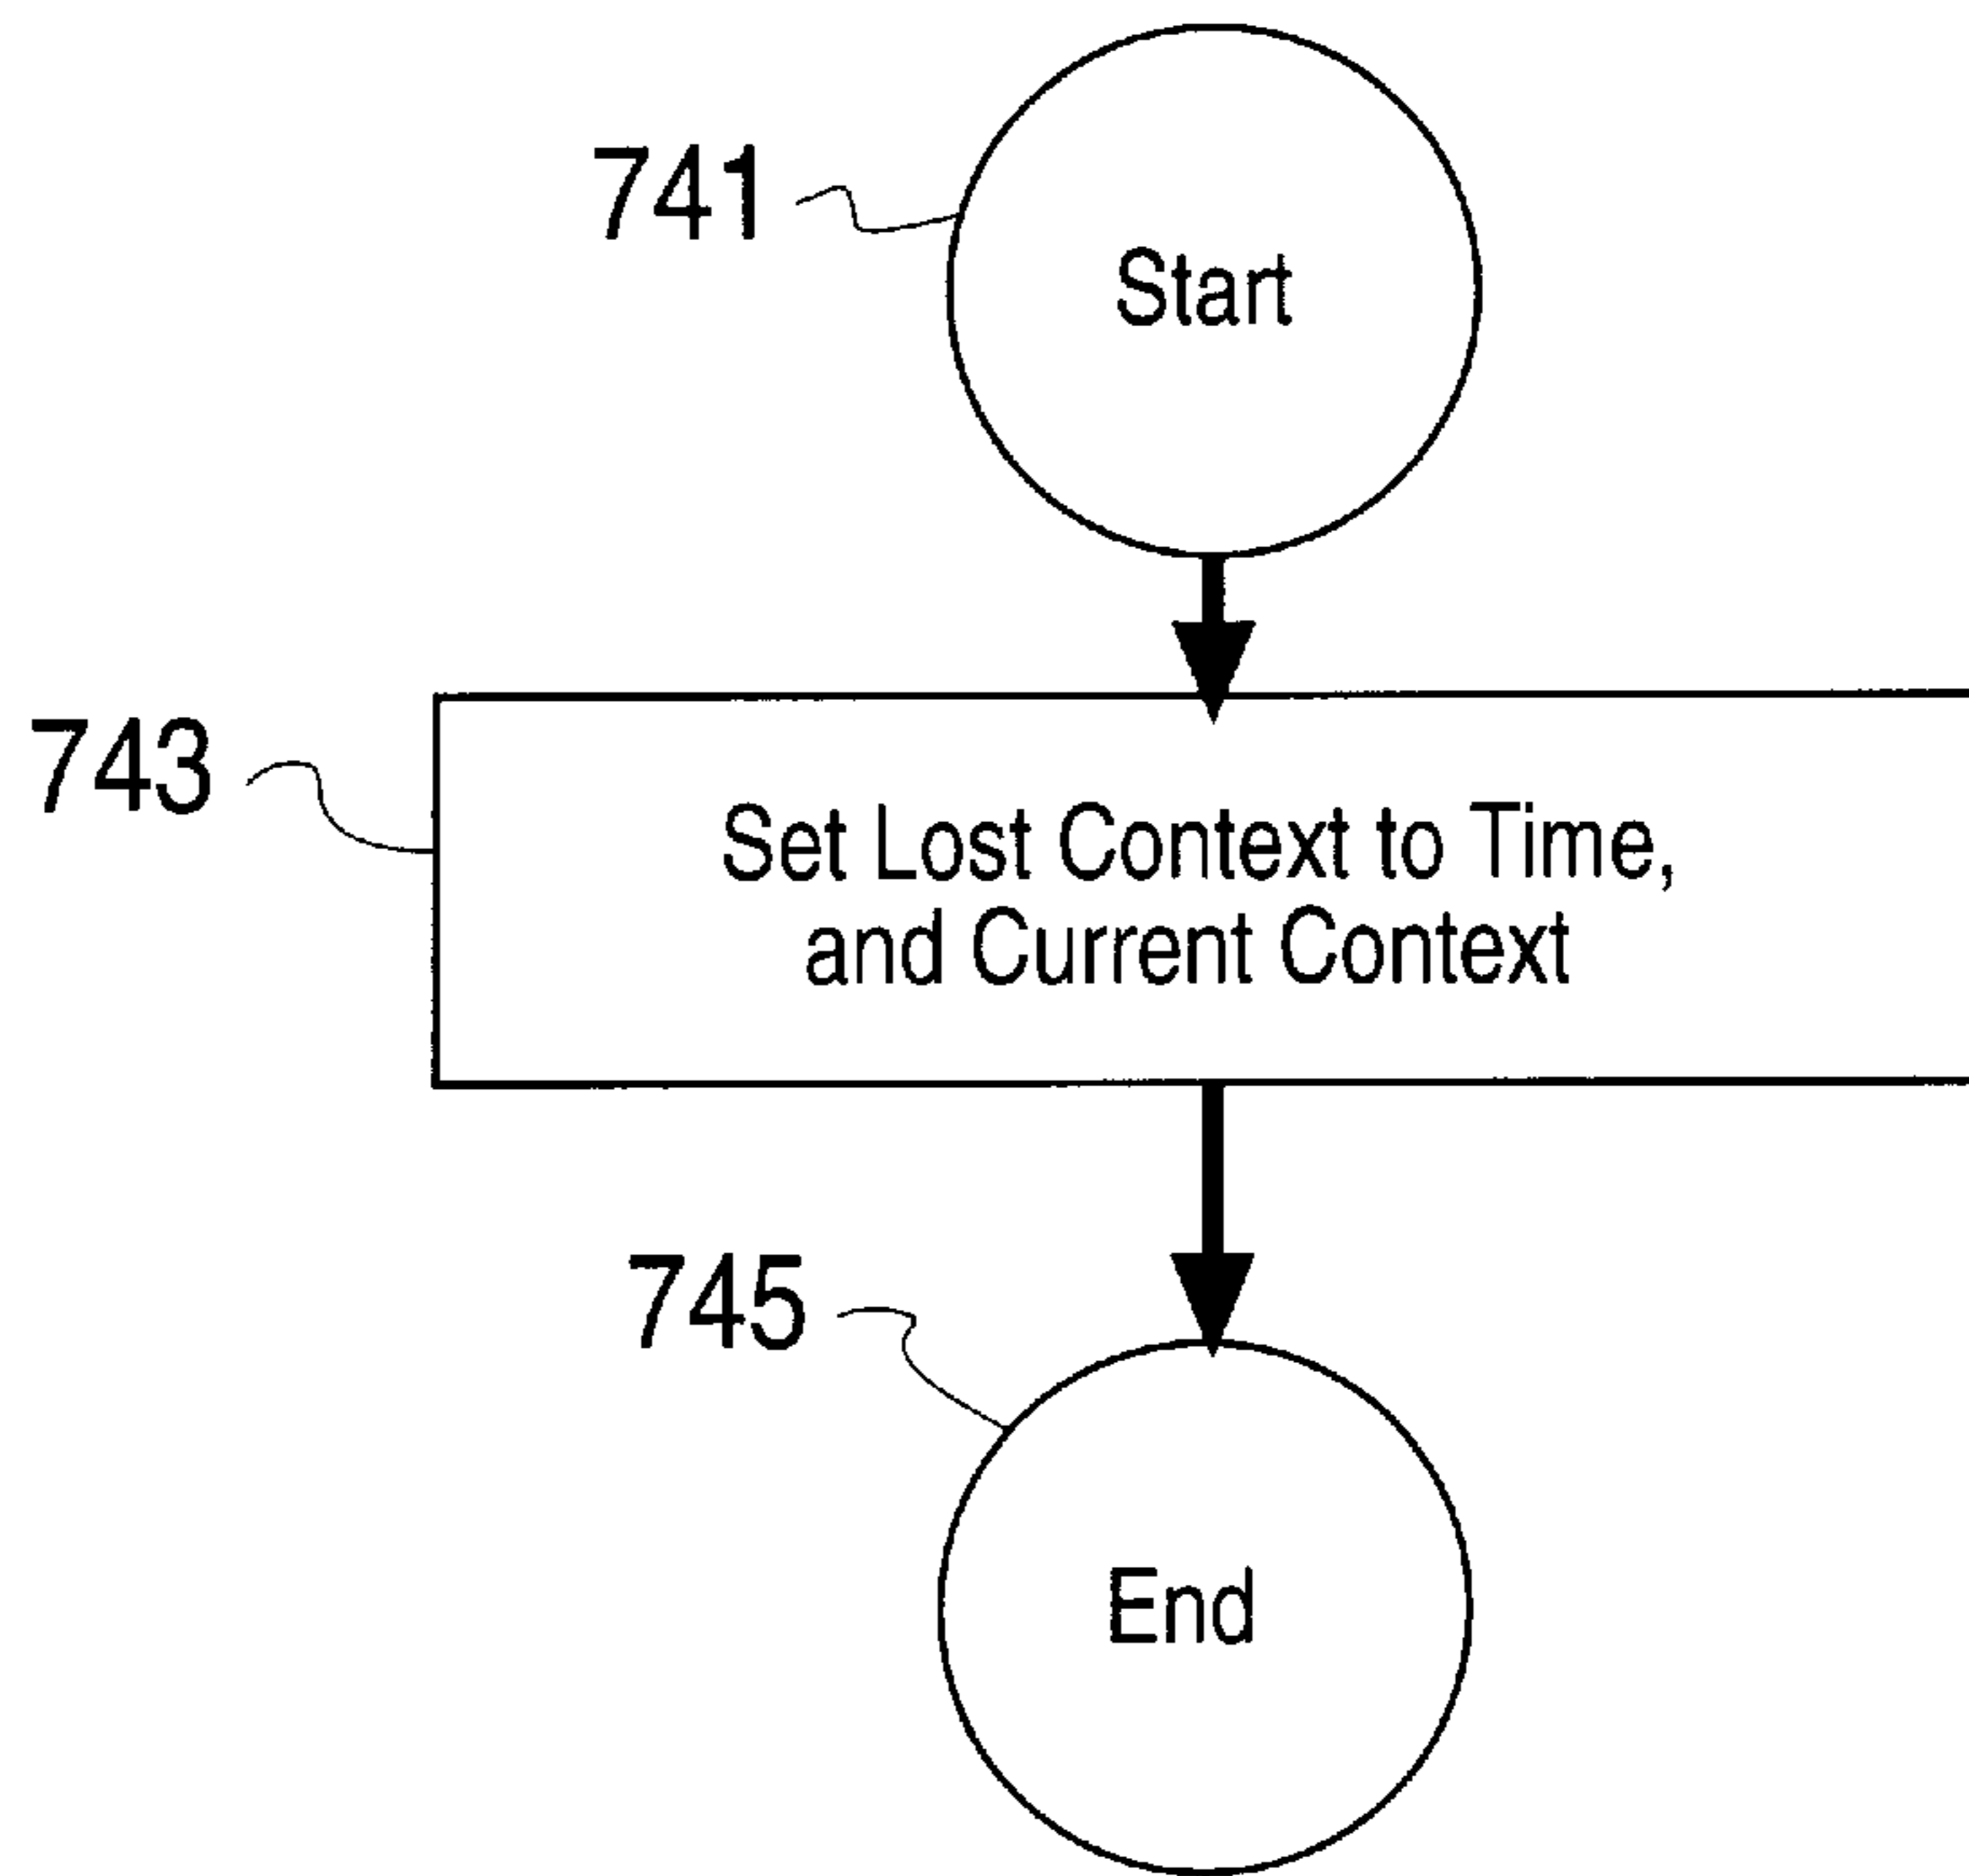 741
Start
743
Set Lost Context to Time,
and Current Context
745
End